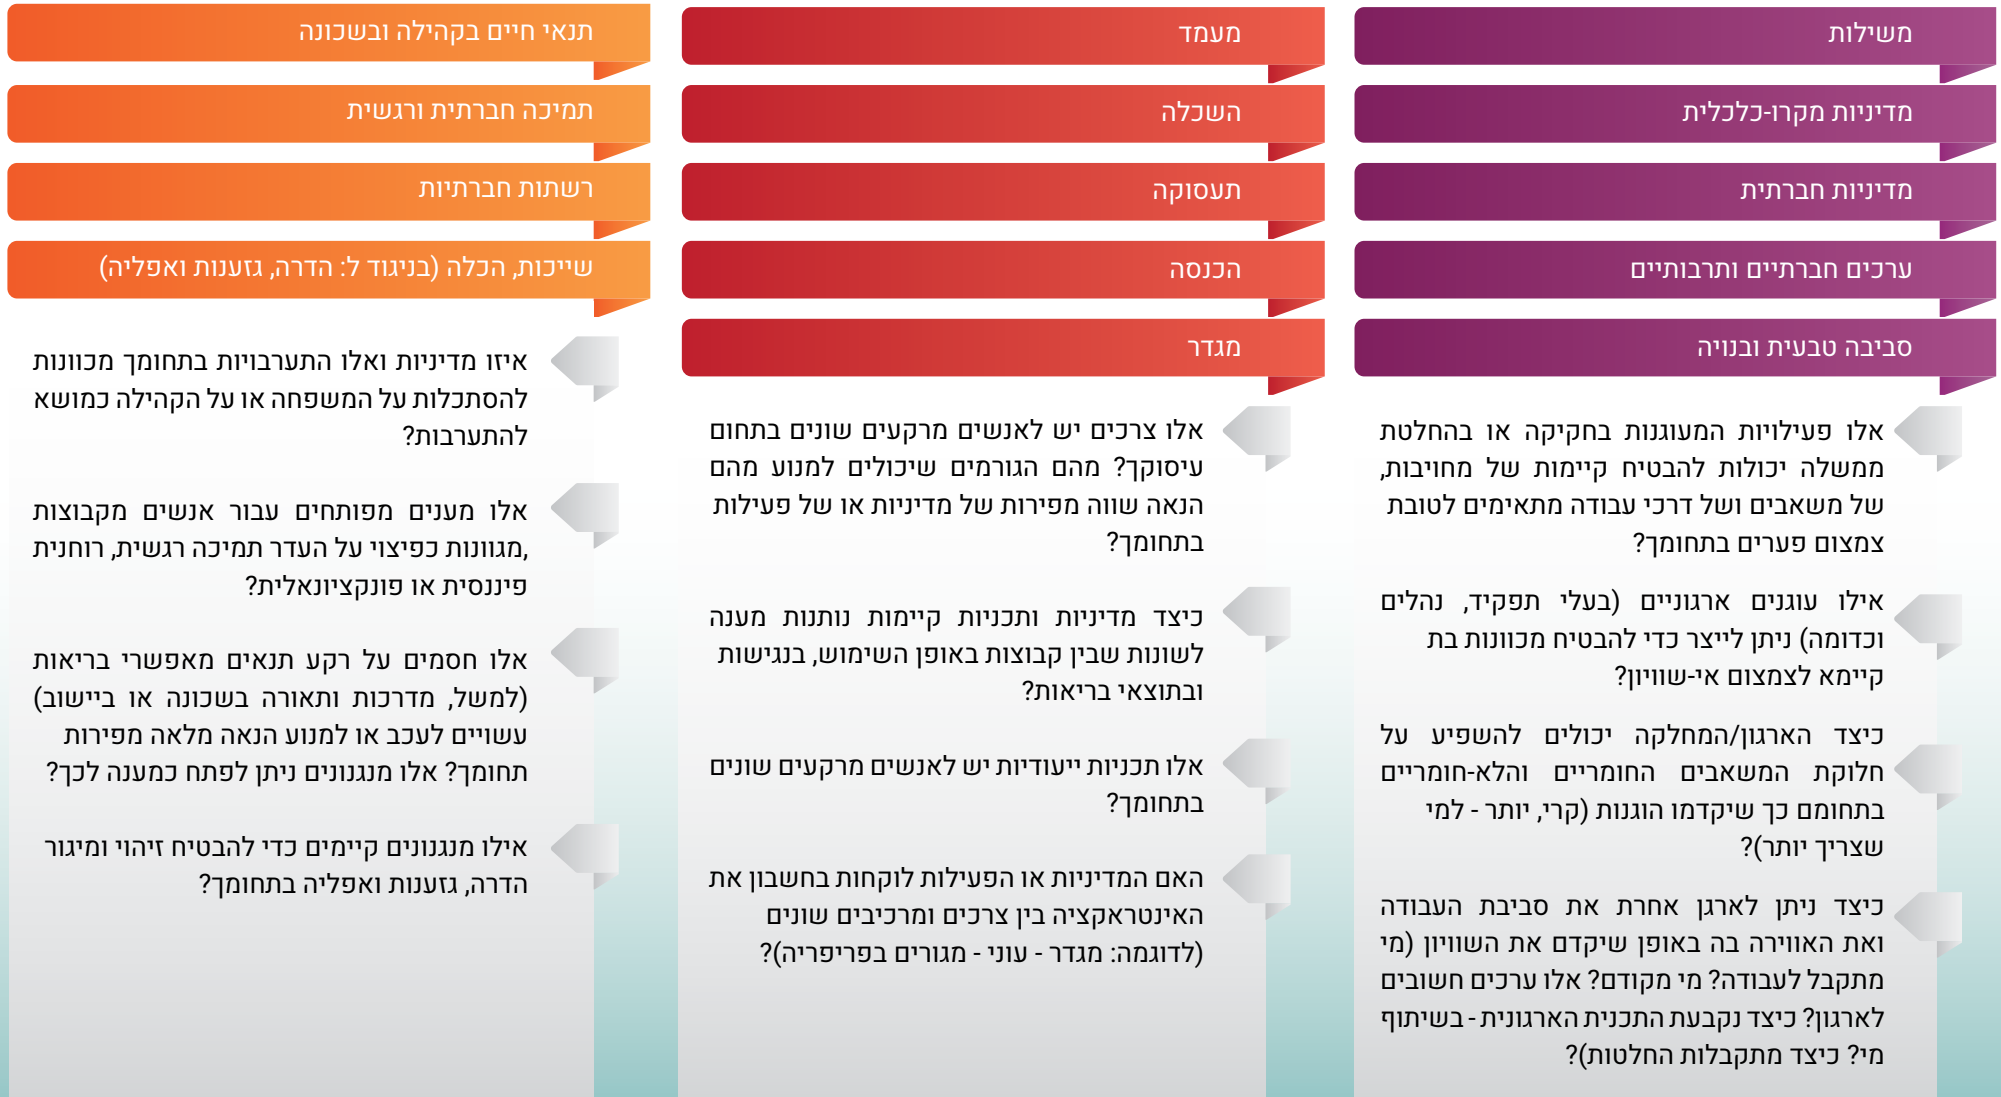 משילות
מדיניות מקרו-כלכלית
מדיניות חברתית
ערכים חברתיים ותרבותיים
סביבה טבעית ובנויה
אלו פעילויות המעוגנות בחקיקה או בהחלטת
ממשלה יכולות להבטיח קיימות של מחויבות,
של משאבים ושל דרכי עבודה מתאימים לטובת
צמצום פערים בתחומך?
אילו עוגנים ארגוניים (בעלי תפקיד, נהלים
וכדומה) ניתן לייצר כדי להבטיח מכוונות בת
קיימא לצמצום אי-שוויון?
כיצד הארגון/המחלקה יכולים להשפיע על
חלוקת המשאבים החומריים והלא-חומריים
בתחומם כך שיקדמו הוגנות (קרי, יותר - למי
שצריך יותר)?
כיצד ניתן לארגן אחרת את סביבת העבודה
ואת האווירה בה באופן שיקדם את השוויון (מי
מתקבל לעבודה? מי מקודם? אלו ערכים חשובים
לארגון? כיצד נקבעת התכנית הארגונית - בשיתוף
מי? כיצד מתקבלות החלטות)?
מעמד
השכלה
תעסוקה
הכנסה
מגדר
אלו צרכים יש לאנשים מרקעים שונים בתחום
עיסוקך? מהם הגורמים שיכולים למנוע מהם
הנאה שווה מפירות של מדיניות או של פעילות
בתחומך?
כיצד מדיניות ותכניות קיימות נותנות מענה
לשונות שבין קבוצות באופן השימוש, בנגישות
ובתוצאי בריאות?
אלו תכניות ייעודיות יש לאנשים מרקעים שונים
בתחומך?
האם המדיניות או הפעילות לוקחות בחשבון את
האינטראקציה בין צרכים ומרכיבים שונים
(לדוגמה: מגדר - עוני - מגורים בפריפריה)?
תנאי חיים בקהילה ובשכונה
תמיכה חברתית ורגשית
רשתות חברתיות
שייכות, הכלה (בניגוד ל: הדרה, גזענות ואפליה)
איזו מדיניות ואלו התערבויות בתחומך מכוונות
להסתכלות על המשפחה או על הקהילה כמושא
להתערבות?
אלו מענים מפותחים עבור אנשים מקבוצות
,מגוונות כפיצוי על העדר תמיכה רגשית, רוחנית
פיננסית או פונקציונאלית?
אלו חסמים על רקע תנאים מאפשרי בריאות
(למשל, מדרכות ותאורה בשכונה או ביישוב)
עשויים לעכב או למנוע הנאה מלאה מפירות
תחומך? אלו מנגנונים ניתן לפתח כמענה לכך?
אילו מנגנונים קיימים כדי להבטיח זיהוי ומיגור
הדרה, גזענות ואפליה בתחומך?